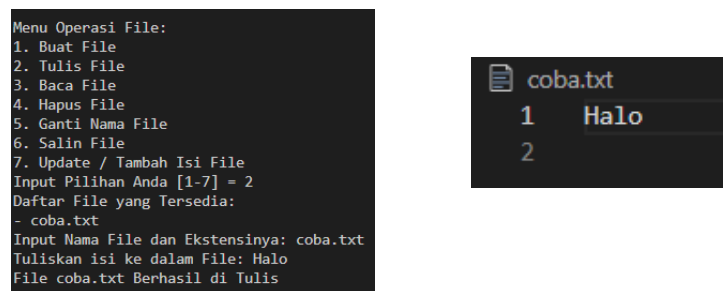 Menu Operasi File:
1. Buat File
2. Tulis File
3. Baca File
4. Hapus File
5. Ganti Nama File
6. Salin File
7. Update / Tambah Isi File
Input Pilihan Anda [1-7] = 2
Daftar File yang Tersedia:
- coba.txt
Input Nama File dan Ekstensinya: coba.txt
Tuliskan isi ke dalam File: Halo
File coba.txt Berhasil di Tulis
coba.txt
1 Halo
2